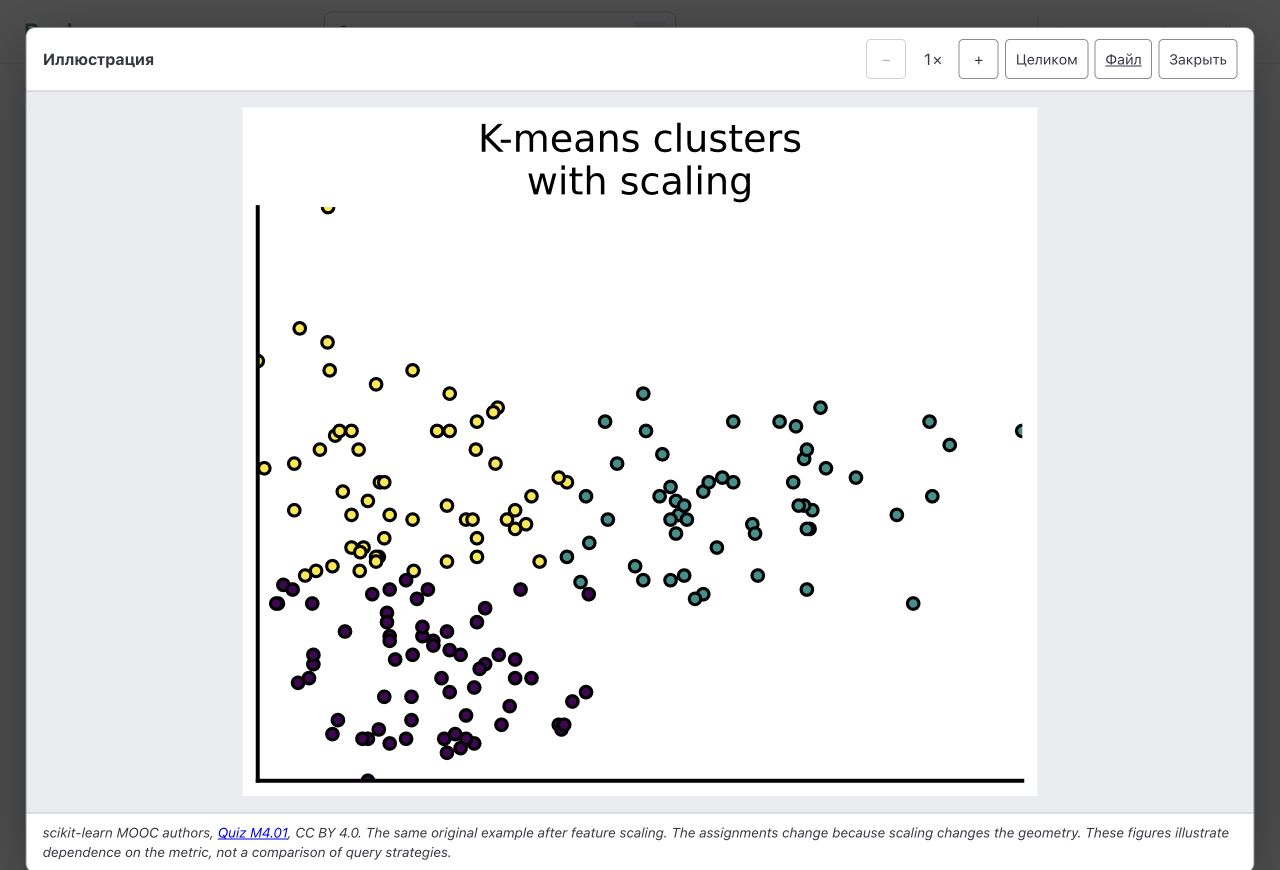 Иллюстрация
−
1×
+
Целиком
Файл
Закрыть
K-means clusters
with scaling
scikit-learn MOOC authors, Quiz M4.01, CC BY 4.0. The same original example after feature scaling. The assignments change because scaling changes the geometry. These figures illustrate
dependence on the metric, not a comparison of query strategies.